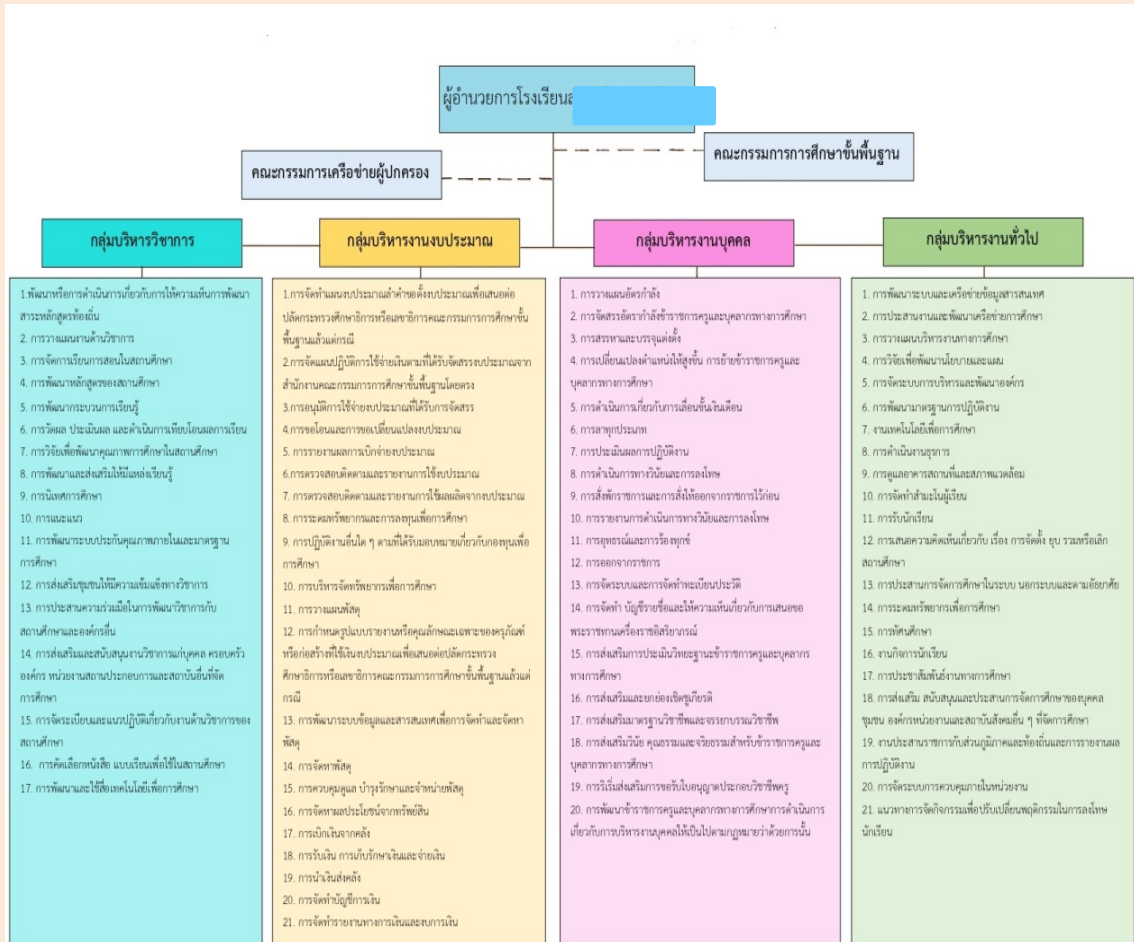 ผู้อำนวยการโรงเรียน
คณะกรรมการการศึกษาขั้นพื้นฐาน
คณะกรรมการเครือข่ายผู้ปกครอง
กลุ่มบริหารวิชาการ
1.พัฒนาหรือการดำเนินการเกี่ยวกับการให้ความเห็นการพัฒนา
สาระหลักสูตรท้องถิ่น
2. การวางแผนงานด้านวิชาการ
3. การจัดการเรียนการสอนในสถานศึกษา
4. การพัฒนาหลักสูตรของสถานศึกษา
5. การพัฒนากระบวนการเรียนรู้
6. การวัดผล ประเมินผล และดำเนินการเทียบโอนผลการเรียน
7. การวิจัยเพื่อพัฒนาคุณภาพการศึกษาในสถานศึกษา
8. การพัฒนาและส่งเสริมให้มีแหล่งเรียนรู้
9. การนิเทศการศึกษา
10. การแนะแนว
11. การพัฒนาระบบประกันคุณภาพภายในและมาตรฐาน
การศึกษา
12. การส่งเสริมชุมชนให้มีความเข้มแข็งทางวิชาการ
13. การประสานความร่วมมือในการพัฒนาวิชาการกับ
สถานศึกษาและองค์กรอื่น
14. การส่งเสริมและสนับสนุนงานวิชาการแก่บุคคล ครอบครัว
องค์กร หน่วยงานสถานประกอบการและสถาบันอื่นที่จัด
การศึกษา
15. การจัดระเบียบและแนวปฏิบัติเกี่ยวกับงานด้านวิชาการของ
สถานศึกษา
16. การคัดเลือกหนังสือ แบบเรียนเพื่อใช้ในสถานศึกษา
17. การพัฒนาและใช้สื่อเทคโนโลยีเพื่อการศึกษา
กลุ่มบริหารงานงบประมาณ
1.การจัดทำแผนงบประมาณลำคำขอตั้งงบประมาณเพื่อเสนอต่อ
ปลัดกระทรวงศึกษาธิการหรือเลขาธิการคณะกรรมการการศึกษาขั้น
พื้นฐานแล้วแต่กรณี
2.การจัดแผนปฏิบัติการใช้จ่ายเงินตามที่ได้รับจัดสรรงบประมาณจาก
สำนักงานคณะกรรมการการศึกษาขั้นพื้นฐานโดยตรง
3.การอนุมัติการใช้จ่ายงบประมาณที่ได้รับการจัดสรร
4.การขอโอนและการขอเปลี่ยนแปลงงบประมาณ
5. การรายงานผลการเบิกจ่ายงบประมาณ
6.การตรวจสอบติดตามและรายงานการใช้งบประมาณ
7. การตรวจสอบติดตามและรายงานการใช้ผลผลิตจากงบประมาณ
8. การระดมทรัพยากรและการลงทุนเพื่อการศึกษา
9. การปฏิบัติงานอื่นใด ๆ ตามที่ได้รับมอบหมายเกี่ยวกับกองทุนเพื่อ
การศึกษา
10. การบริหารจัดทรัพยากรเพื่อการศึกษา
11. การวางแผนพัสดุ
12. การกำหนดรูปแบบรายงานหรือคุณลักษณะเฉพาะของครุภัณฑ์
หรือก่อสร้างที่ใช้เงินงบประมาณเพื่อเสนอต่อปลัดกระทรวง
ศึกษาธิการหรือเลขาธิการคณะกรรมการการศึกษาขั้นพื้นฐานแล้วแต่
กรณี
13. การพัฒนาระบบข้อมูลและสารสนเทศเพื่อการจัดทำและจัดหา
พัสดุ
14. การจัดหาพัสดุ
15. การควบคุมดูแล บำรุงรักษาและจำหน่ายพัสดุ
16. การจัดหาผลประโยชน์จากทรัพย์สิน
17. การเบิกเงินจากคลัง
18. การรับเงิน การเก็บรักษาเงินและจ่ายเงิน
19. การนำเงินส่งคลัง
20. การจัดทำบัญชีการเงิน
21. การจัดทำรายงานทางการเงินและงบการเงิน
กลุ่มบริหารงานบุคคล
1. การวางแผนอัตรกำลัง
2. การจัดสรรอัตรากำลังข้าราชการครูและบุคลากรทางการศึกษา
3. การสรรหาและบรรจุแต่งตั้ง
4. การเปลี่ยนแปลงตำแหน่งให้สูงขึ้น การย้ายข้าราชการครูและ
บุคลากรทางการศึกษา
5. การดำเนินการเกี่ยวกับการเลื่อนขั้นเงินเดือน
6. การลาทุกประเภท
7. การประเมินผลการปฏิบัติงาน
8. การดำเนินการทางวินัยและการลงโทษ
9. การสั่งพักราชการและการสั่งให้ออกจากราชการไว้ก่อน
10. การรายงานการดำเนินการทางวินัยและการลงโทษ
11. การอุทธรณ์และการร้องทุกข์
12. การออกจากราชการ
13. การจัดระบบและการจัดทำทะเบียนประวัติ
14. การจัดทำ บัญชีรายชื่อและให้ความเห็นเกี่ยวกับการเสนอขอ
พระราชทานเครื่องราชอิสริยาภรณ์
15. การส่งเสริมการประเมินวิทยะฐานะข้าราชการครูและบุคลากร
ทางการศึกษา
16. การส่งเสริมและยกย่องเชิดชูเกียรติ
17. การส่งเสริมมาตรฐานวิชาชีพและจรรยาบรรณวิชาชีพ
18. การส่งเสริมวินัย คุณธรรมและจริยธรรมสำหรับข้าราชการครูและ
บุคลากรทางการศึกษา
19. การริเริ่มส่งเสริมการขอรับใบอนุญาตประกอบวิชาชีพครู
20. การพัฒนาข้าราชการครูและบุคลากรทางการศึกษาการดำเนินการ
เกี่ยวกับการบริหารงานบุคคลให้เป็นไปตามกฎหมายว่าด้วยการนั้น
กลุ่มบริหารงานทั่วไป
1. การพัฒนาระบบและเครือข่ายข้อมูลสารสนเทศ
2. การประสานงานและพัฒนาเครือข่ายการศึกษา
3. การวางแผนบริหารงานทางการศึกษา
4. การวิจัยเพื่อพัฒนานโยบายและแผน
5. การจัดระบบการบริหารและพัฒนาองค์กร
6. การพัฒนามาตรฐานการปฏิบัติงาน
7. งานเทคโนโลยีเพื่อการศึกษา
8. การดำเนินงานธุรการ
9. การดูแลอาคารสถานที่และสภาพแวดล้อม
10. การจัดทำสำมะโนผู้เรียน
11. การรับนักเรียน
12. การเสนอความคิดเห็นเกี่ยวกับ เรื่อง การจัดตั้ง ยุบ รวมหรือเลิก
สถานศึกษา
13. การประสานการจัดการศึกษาในระบบ นอกระบบและตามอัธยาศัย
14. การระดมทรัพยากรเพื่อการศึกษา
15. การทัศนศึกษา
16. งานกิจการนักเรียน
17. การประชาสัมพันธ์งานทางการศึกษา
18. การส่งเสริม สนับสนุนและประสานการจัดการศึกษาของบุคคล
ชุมชน องค์กรหน่วยงานและสถาบันสังคมอื่น ๆ ที่จัดการศึกษา
19. งานประสานราชการกับส่วนภูมิภาคและท้องถิ่นและการรายงานผล
การปฏิบัติงาน
20. การจัดระบบการควบคุมภายในหน่วยงาน
21. แนวทางการจัดกิจกรรมเพื่อปรับเปลี่ยนพฤติกรรมในการลงโทษ
นักเรียน